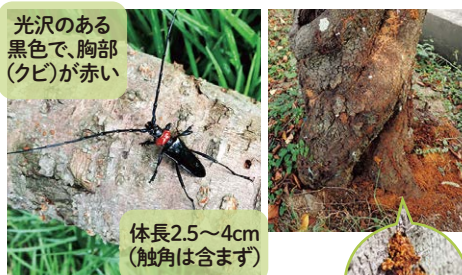 光沢のある
黒色で、胸部
（クビ）が赤い
体長2.5〜4cm
（触角は含まず）